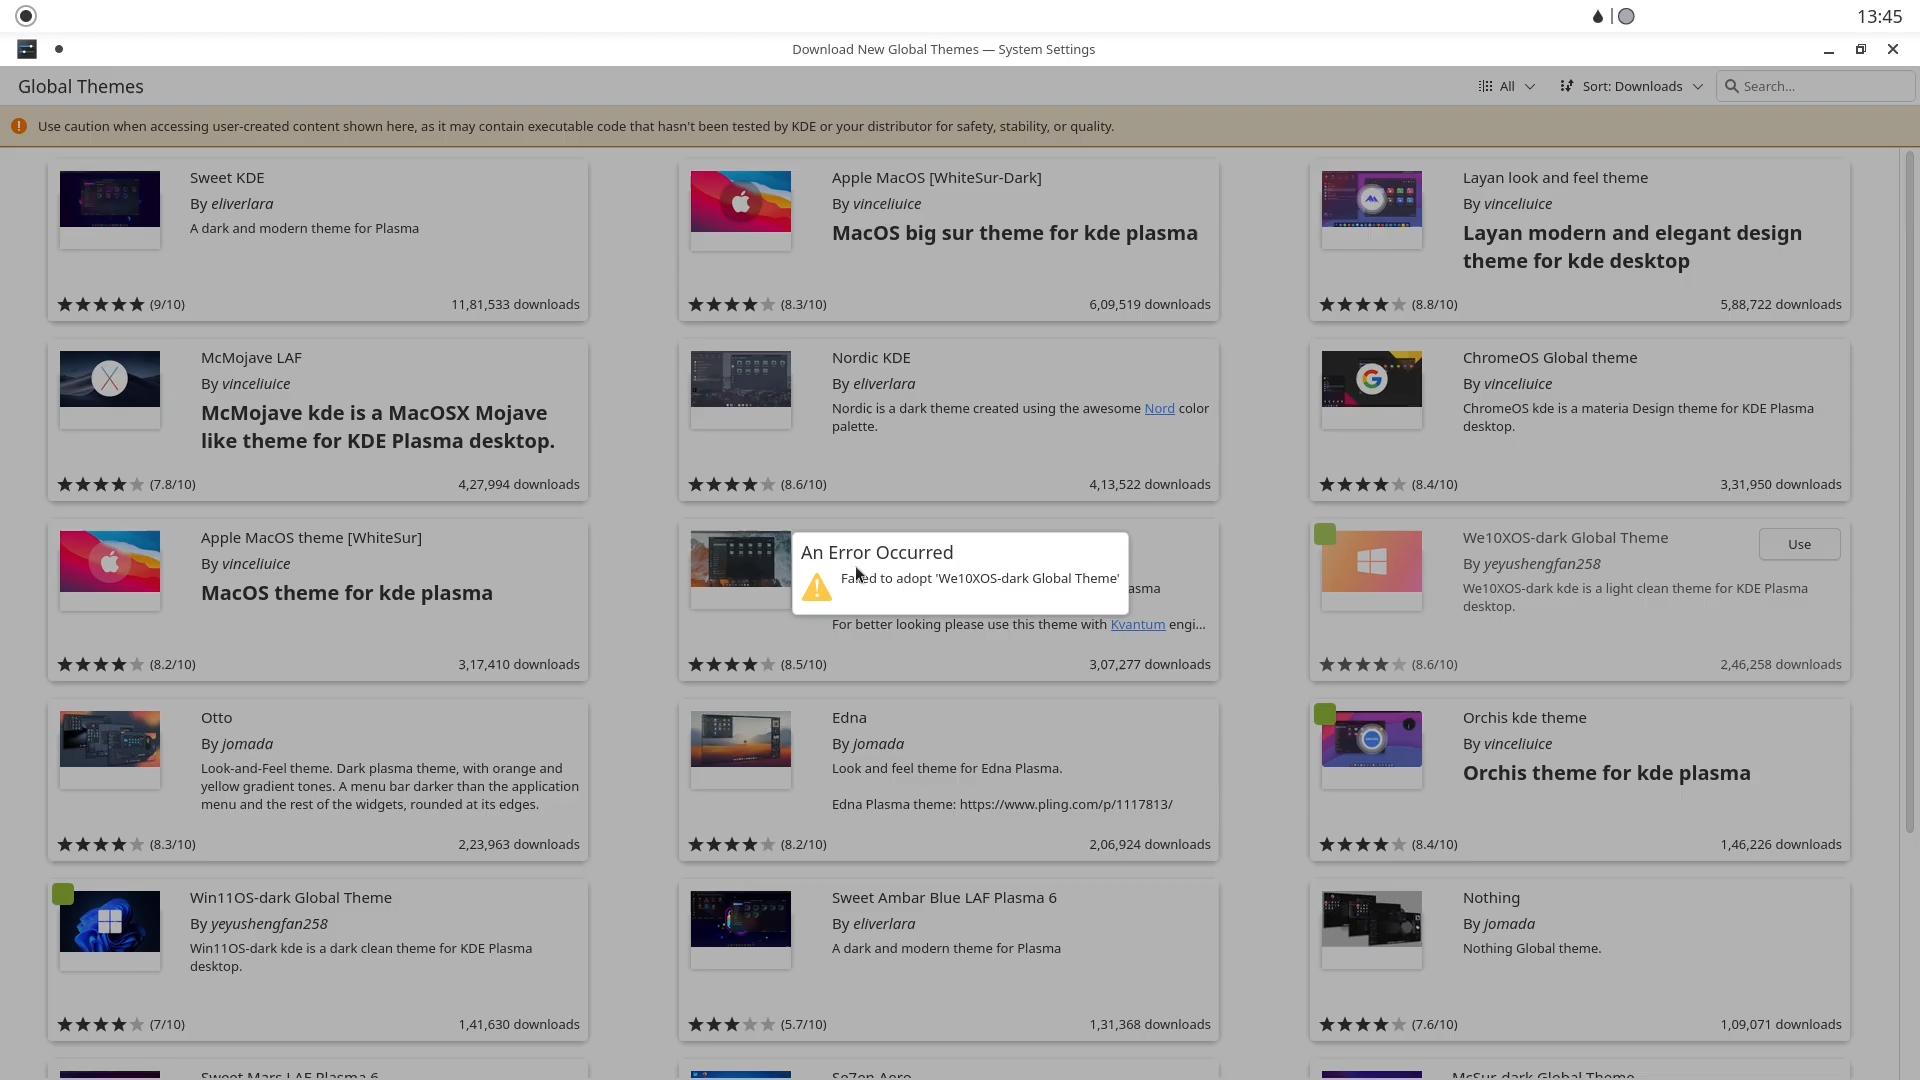 13:45
Download New Global Themes — System Settings
Global Themes
All
Sort: Downloads
Search...
Use caution when accessing user-created content shown here, as it may contain executable code that hasn't been tested by KDE or your distributor for safety, stability, or quality.
Sweet KDE
By eliverlara
A dark and modern theme for Plasma
(9/10)
11,81,533 downloads
Apple MacOS [WhiteSur-Dark]
By vinceliuice
MacOS big sur theme for kde plasma
(8.3/10)
6,09,519 downloads
Layan look and feel theme
By vinceliuice
Layan modern and elegant design
theme for kde desktop
(8.8/10)
5,88,722 downloads
McMojave LAF
By vinceliuice
McMojave kde is a MacOSX Mojave
like theme for KDE Plasma desktop.
(7.8/10)
4,27,994 downloads
Nordic KDE
By eliverlara
Nordic is a dark theme created using the awesome Nord color
palette.
(8.6/10)
4,13,522 downloads
ChromeOS Global theme
By vinceliuice
ChromeOS kde is a materia Design theme for KDE Plasma
desktop.
(8.4/10)
3,31,950 downloads
Apple MacOS theme [WhiteSur]
By vinceliuice
MacOS theme for kde plasma
(8.2/10)
3,17,410 downloads
An Error Occurred
Failed to adopt 'We10XOS-dark Global Theme'
asma
For better looking please use this theme with Kvantum engi...
(8.5/10)
3,07,277 downloads
We10XOS-dark Global Theme
Use
By yeyushengfan258
We10XOS-dark kde is a light clean theme for KDE Plasma
desktop.
(8.6/10)
2,46,258 downloads
Otto
By jomada
Look-and-Feel theme. Dark plasma theme, with orange and
yellow gradient tones. A menu bar darker than the application
menu and the rest of the widgets, rounded at its edges.
(8.3/10)
2,23,963 downloads
Edna
By jomada
Look and feel theme for Edna Plasma.
Edna Plasma theme: https://www.pling.com/p/1117813/
(8.2/10)
2,06,924 downloads
Orchis kde theme
By vinceliuice
Orchis theme for kde plasma
(8.4/10)
1,46,226 downloads
Win11OS-dark Global Theme
By yeyushengfan258
Win11OS-dark kde is a dark clean theme for KDE Plasma
desktop.
(7/10)
1,41,630 downloads
Sweet Ambar Blue LAF Plasma 6
By eliverlara
A dark and modern theme for Plasma
(5.7/10)
1,31,368 downloads
Nothing
By jomada
Nothing Global theme.
(7.6/10)
1,09,071 downloads
Sweet Mars LAF Plasma 6
Se7en Aero
McSur-dark Global Theme